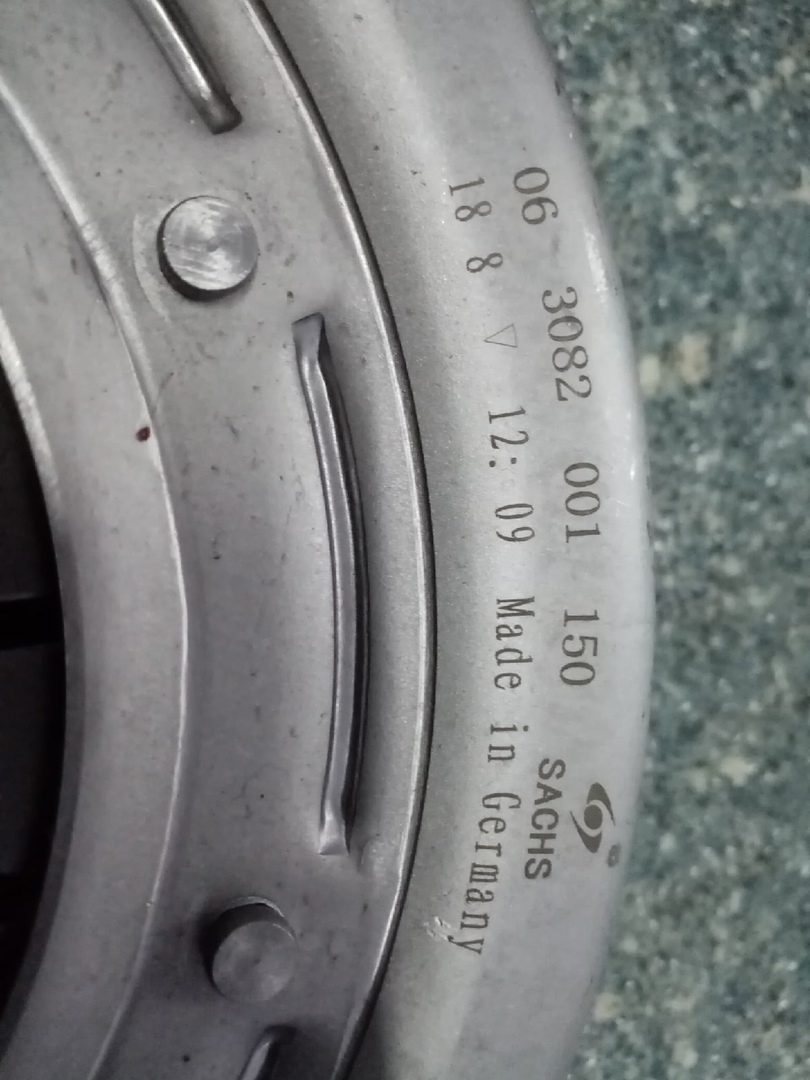 06 3082 001 150 SACHS
18 8 ▽ 12:09 Made in Germany